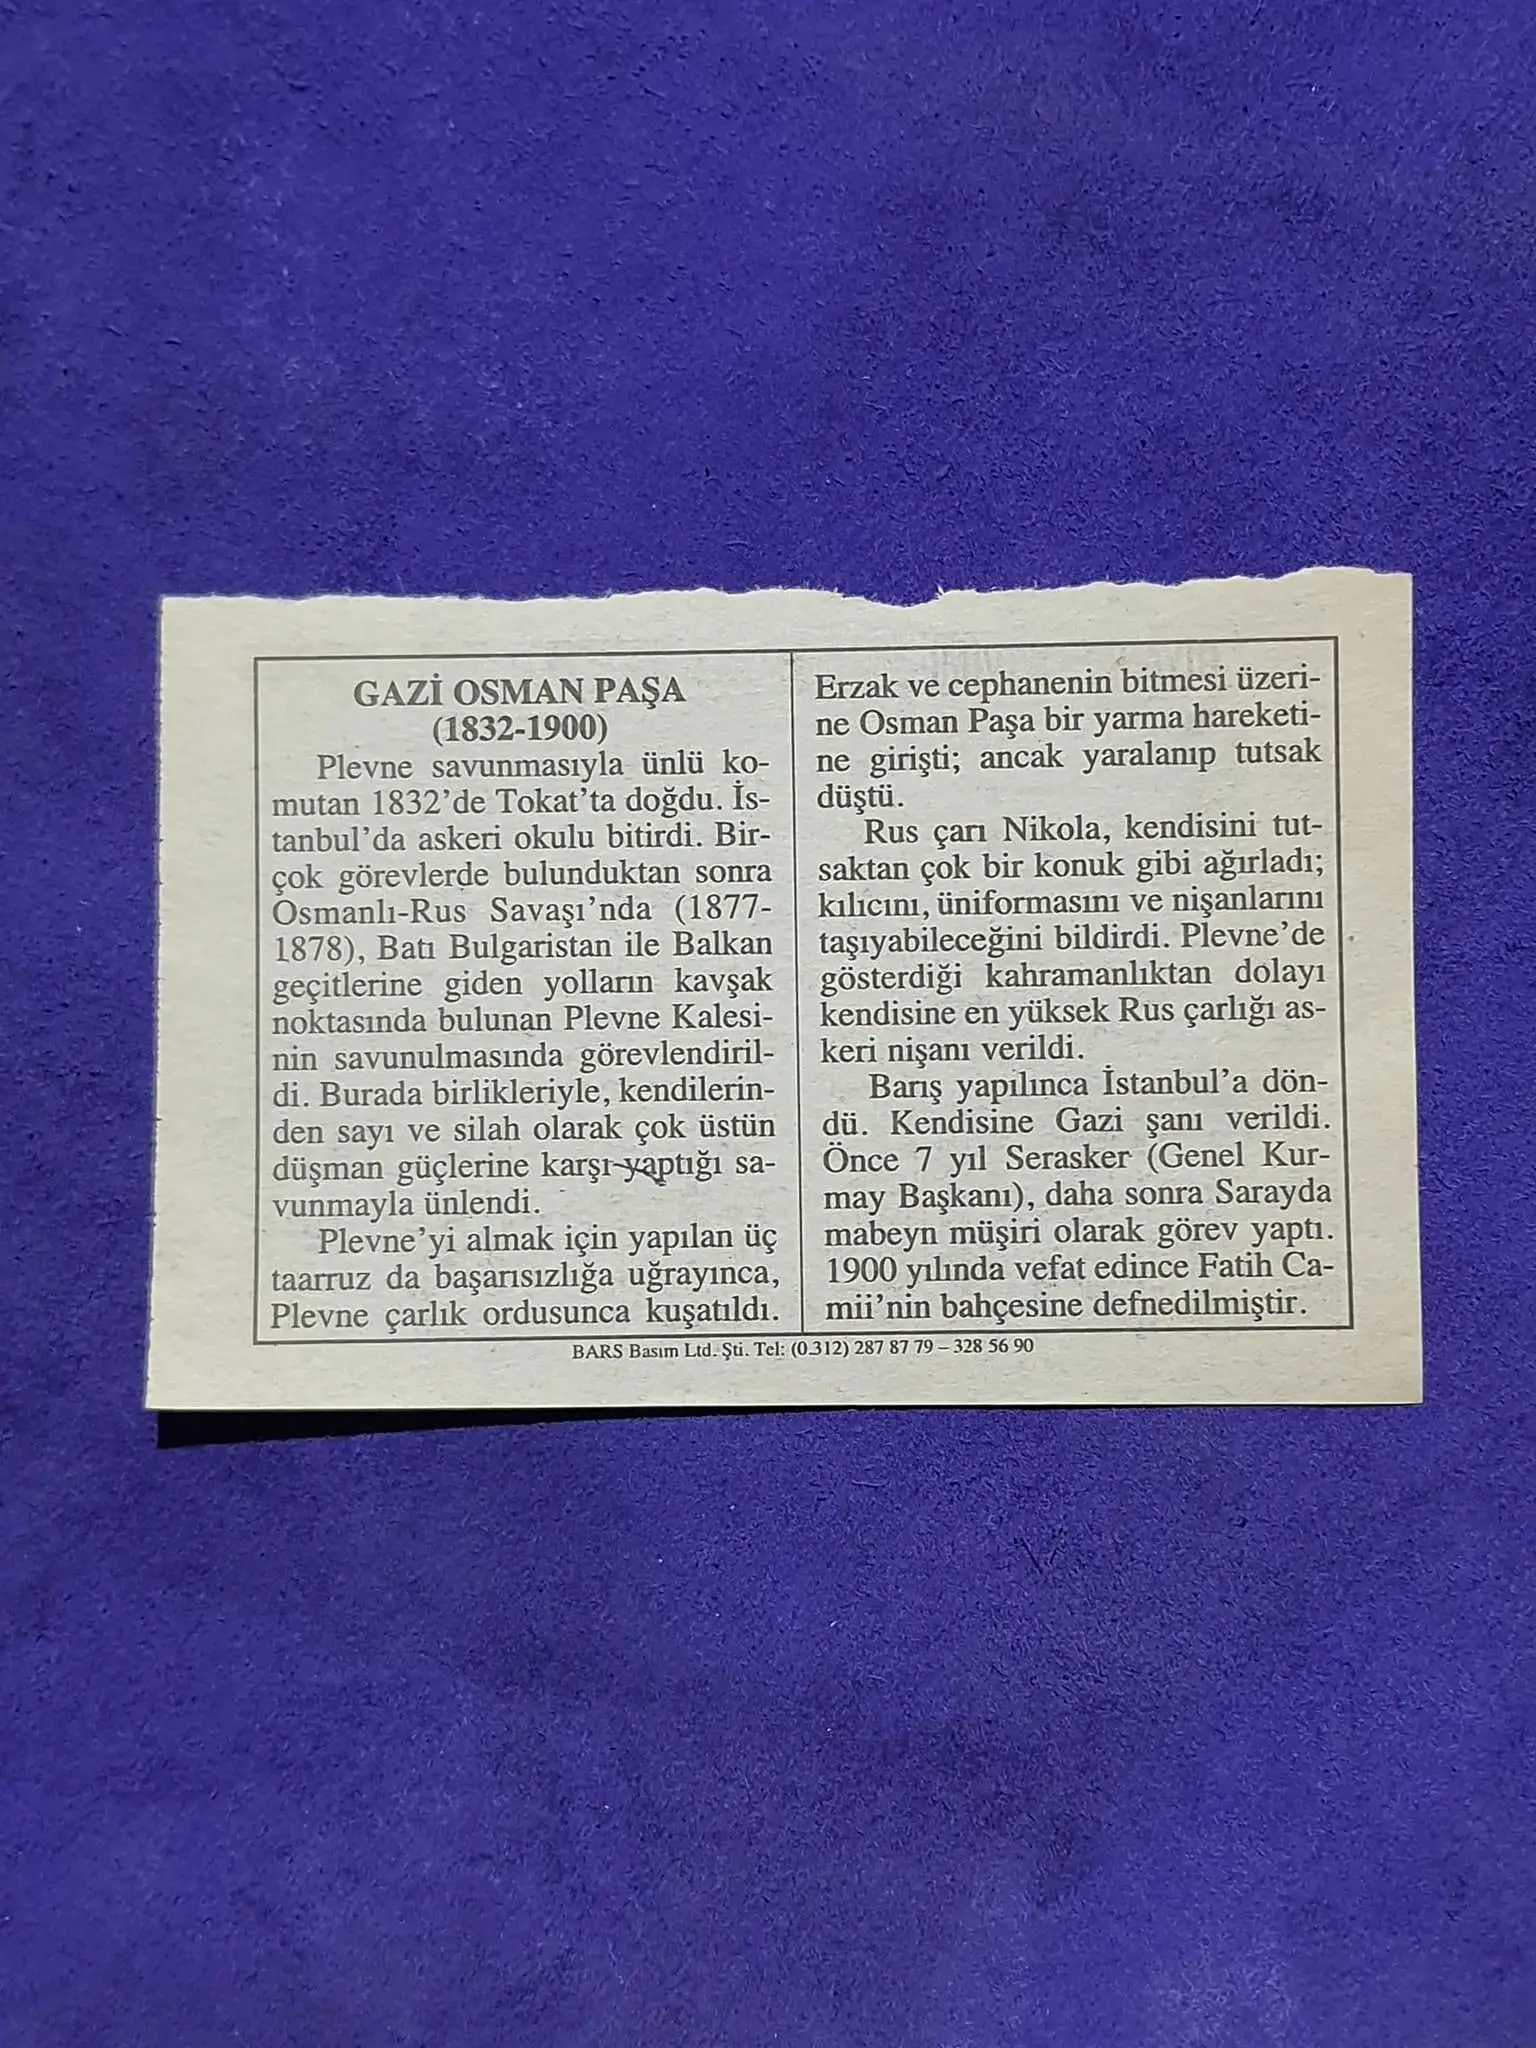 GAZİ OSMAN PAŞA
(1832-1900)
Plevne savunmasıyla ünlü ko-
mutan 1832’de Tokat’ta doğdu. İs-
tanbul’da askeri okulu bitirdi. Bir-
çok görevlerde bulunduktan sonra
Osmanlı-Rus Savaşı’nda (1877-
1878), Batı Bulgaristan ile Balkan
geçitlerine giden yolların kavşak
noktasında bulunan Plevne Kalesi-
nin savunulmasında görevlendiril-
di. Burada birlikleriyle, kendilerin-
den sayı ve silah olarak çok üstün
düşman güçlerine karşı yaptığı sa-
vunmayla ünlendi.
Plevne’yi almak için yapılan üç
taarruz da başarısızlığa uğrayınca,
Plevne çarlık ordusunca kuşatıldı.
Erzak ve cephanenin bitmesi üzeri-
ne Osman Paşa bir yarma hareketi-
ne girişti; ancak yaralanıp tutsak
düştü.
Rus çarı Nikola, kendisini tut-
saktan çok bir konuk gibi ağırladı;
kılıcını, üniformasını ve nişanlarını
taşıyabileceğini bildirdi. Plevne’de
gösterdiği kahramanlıktan dolayı
kendisine en yüksek Rus çarlığı as-
keri nişanı verildi.
Barış yapılınca İstanbul’a dön-
dü. Kendisine Gazi şanı verildi.
Önce 7 yıl Serasker (Genel Kur-
may Başkanı), daha sonra Sarayda
mabeyn müşiri olarak görev yaptı.
1900 yılında vefat edince Fatih Ca-
mii’nin bahçesine defnedilmiştir.
BARS Basım Ltd. Şti. Tel: (0.312) 287 87 79 – 328 56 90